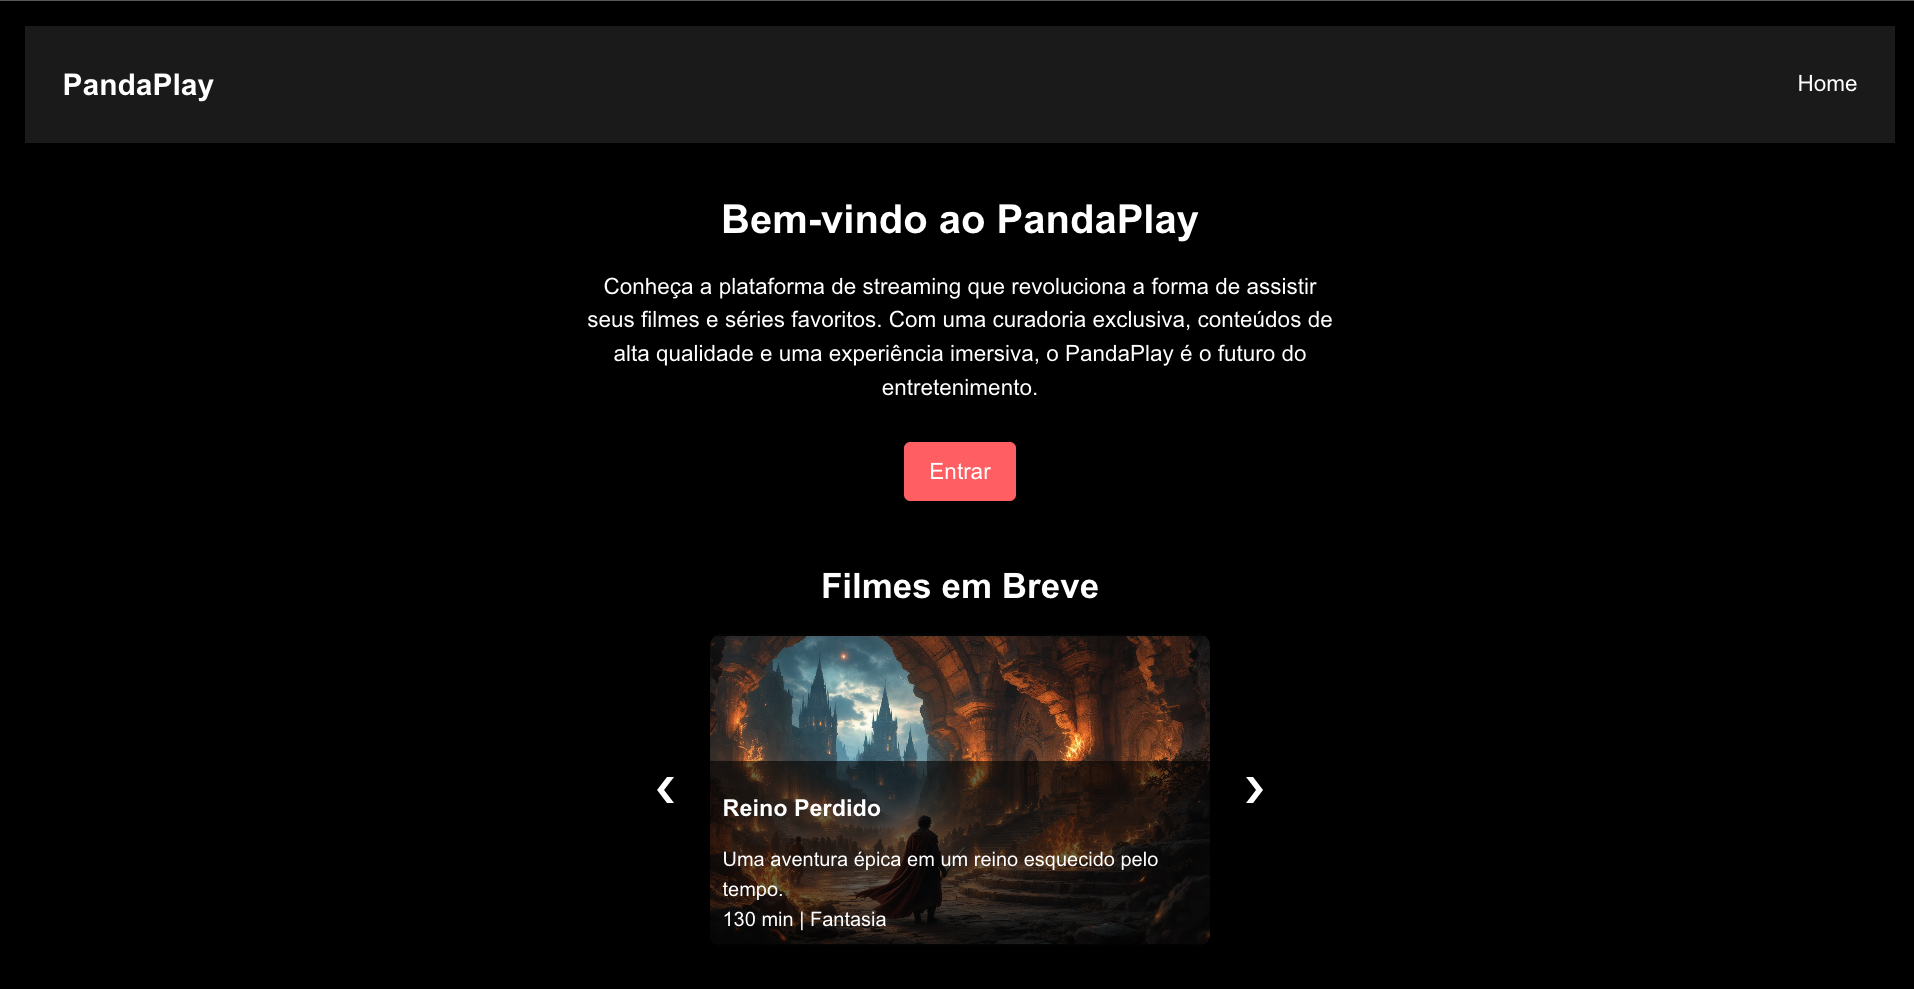 PandaPlay
Home
Bem-vindo ao PandaPlay
Conheça a plataforma de streaming que revoluciona a forma de assistir
seus filmes e séries favoritos. Com uma curadoria exclusiva, conteúdos de
alta qualidade e uma experiência imersiva, o PandaPlay é o futuro do
entretenimento.
Entrar
Filmes em Breve
❮
❯
Reino Perdido
Uma aventura épica em um reino esquecido pelo
tempo.
130 min | Fantasia